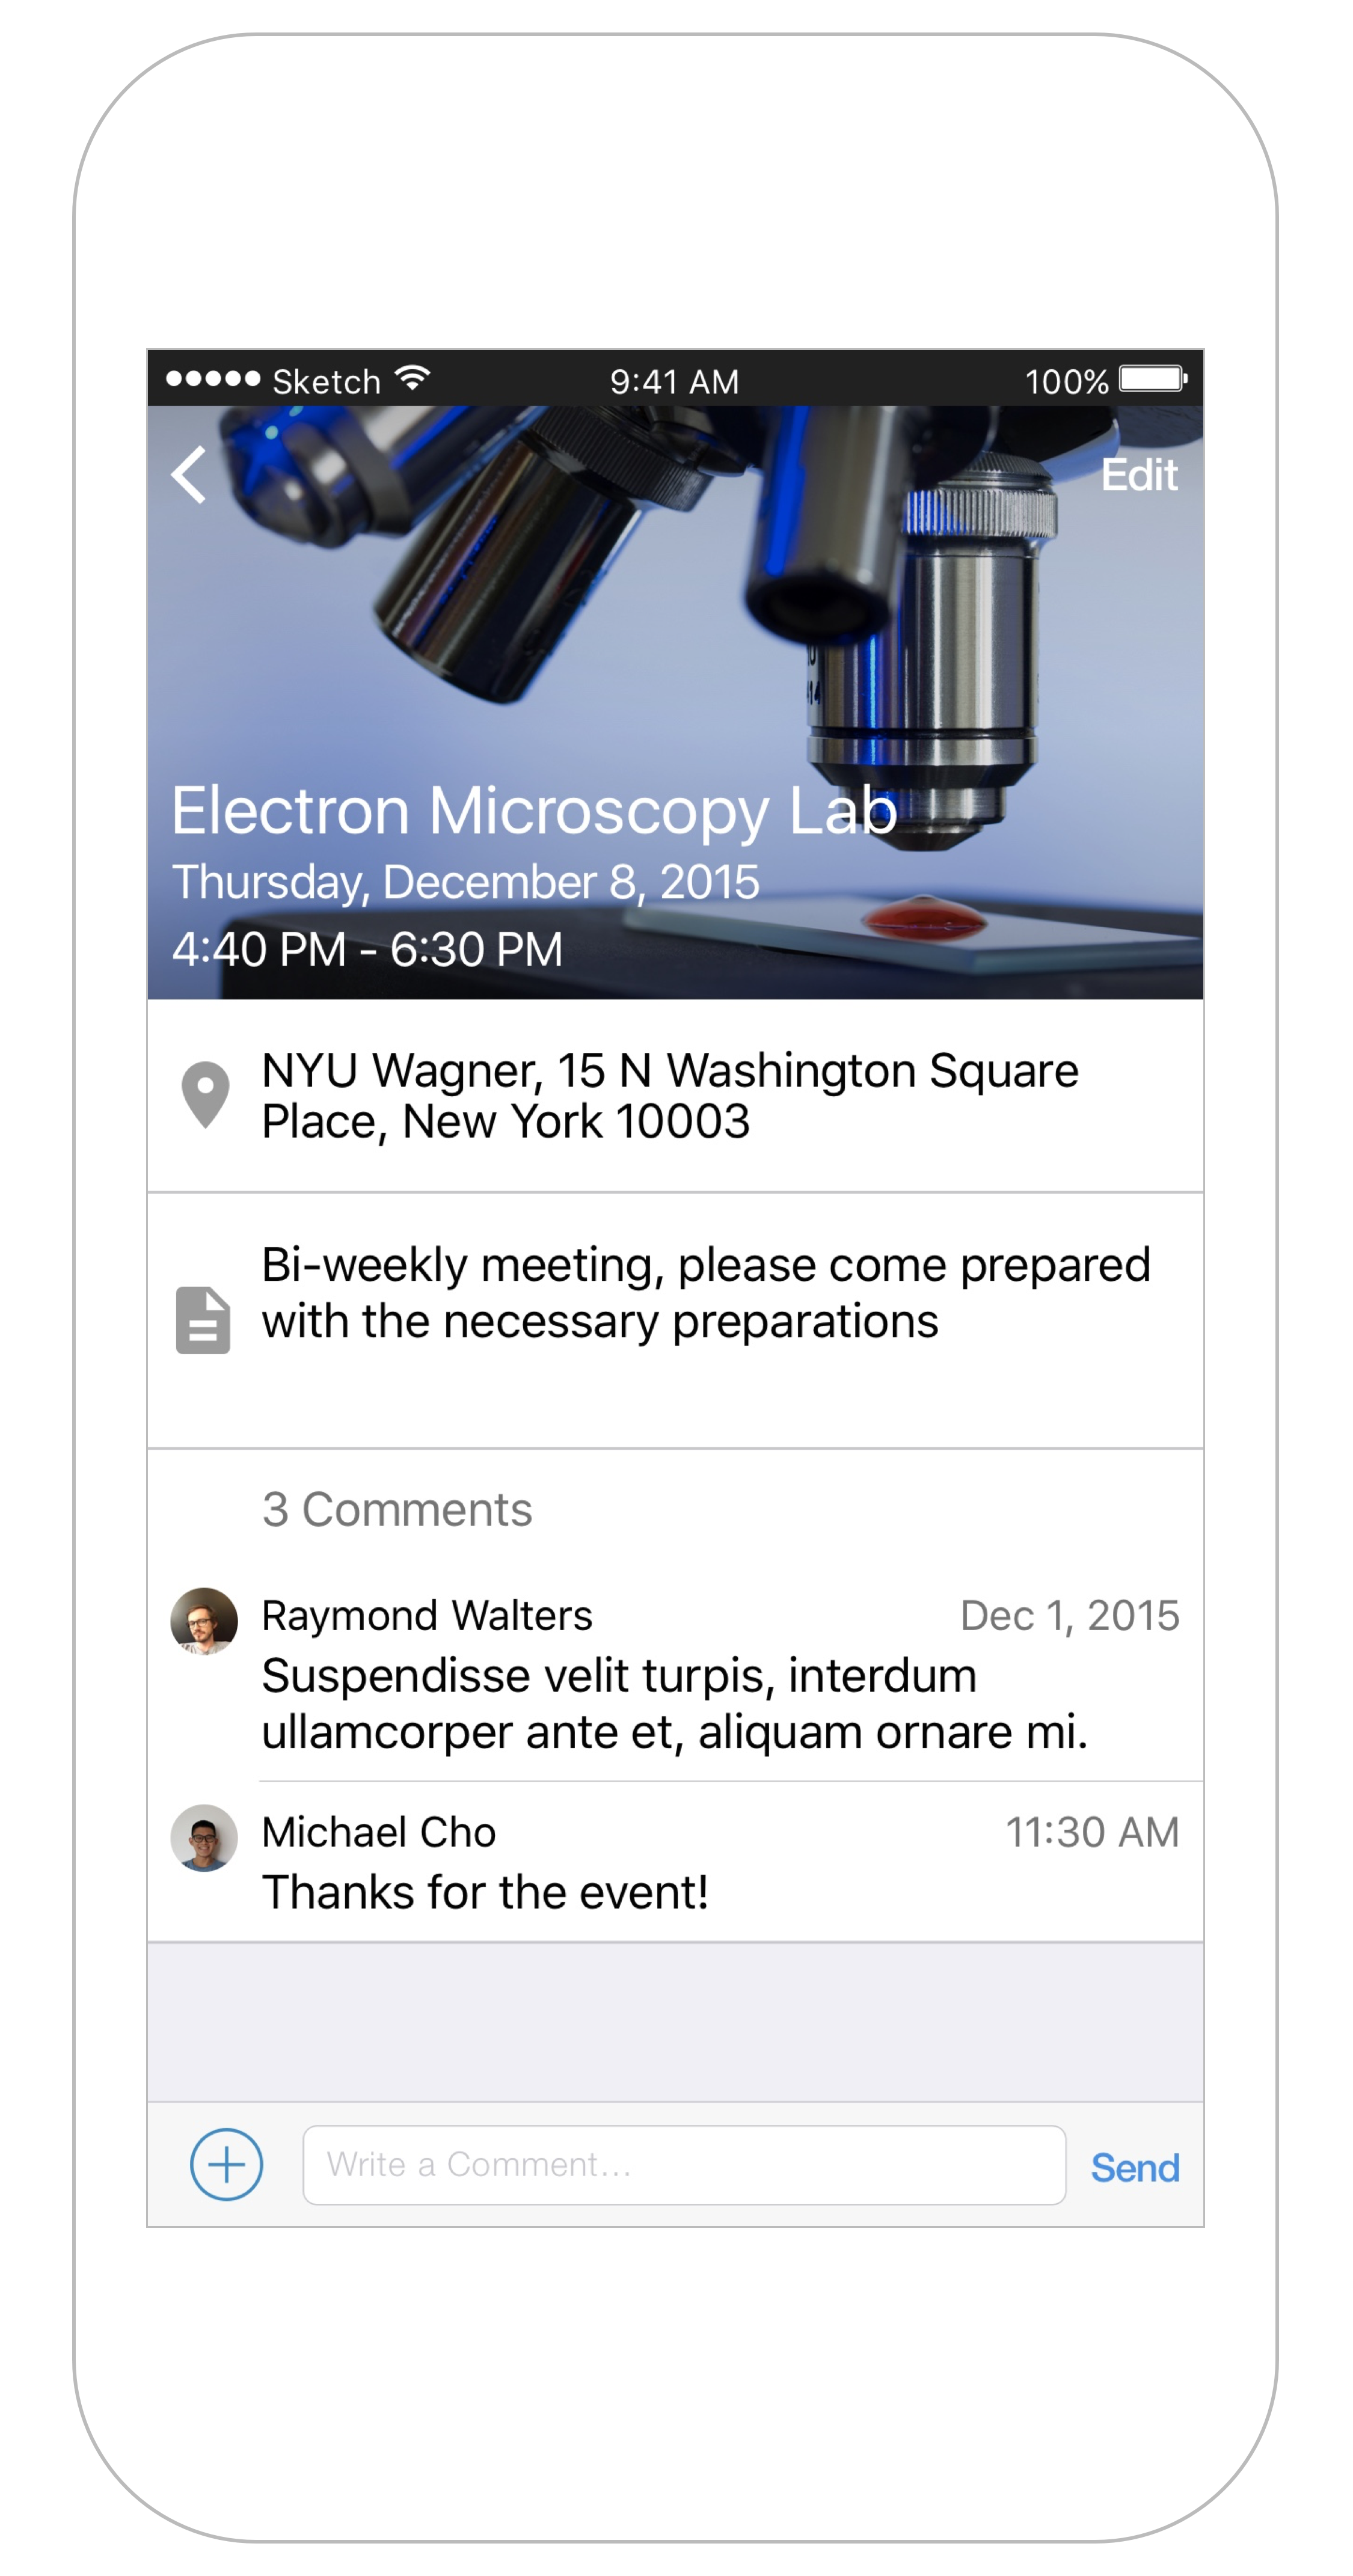 Sketch 9:41 AM 100%
Edit
Electron Microscopy Lab
Thursday, December 8, 2015
4:40 PM - 6:30 PM
NYU Wagner, 15 N Washington Square
Place, New York 10003
Bi-weekly meeting, please come prepared
with the necessary preparations
3 Comments
Raymond Walters Dec 1, 2015
Suspendisse velit turpis, interdum
ullamcorper ante et, aliquam ornare mi.
Michael Cho 11:30 AM
Thanks for the event!
Write a Comment...
Send